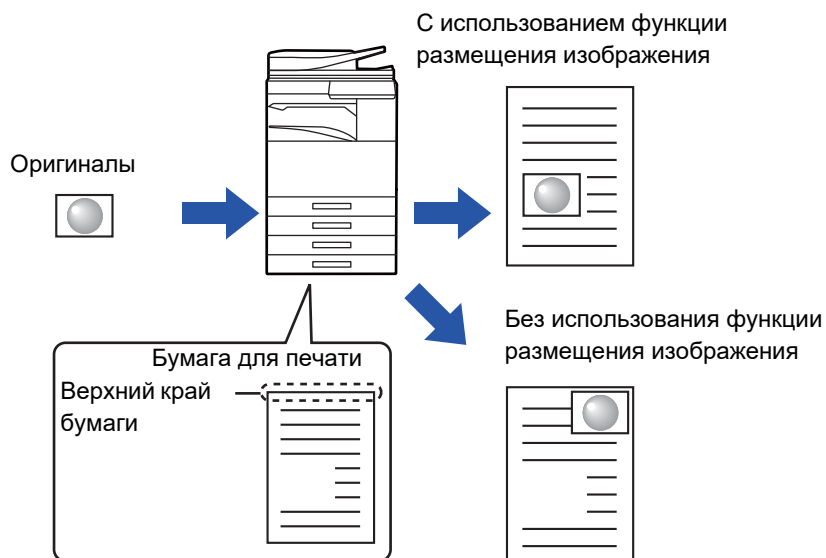 С использованием функции
размещения изображения
Оригиналы
Без использования функции
размещения изображения
Бумага для печати
Верхний край
бумаги